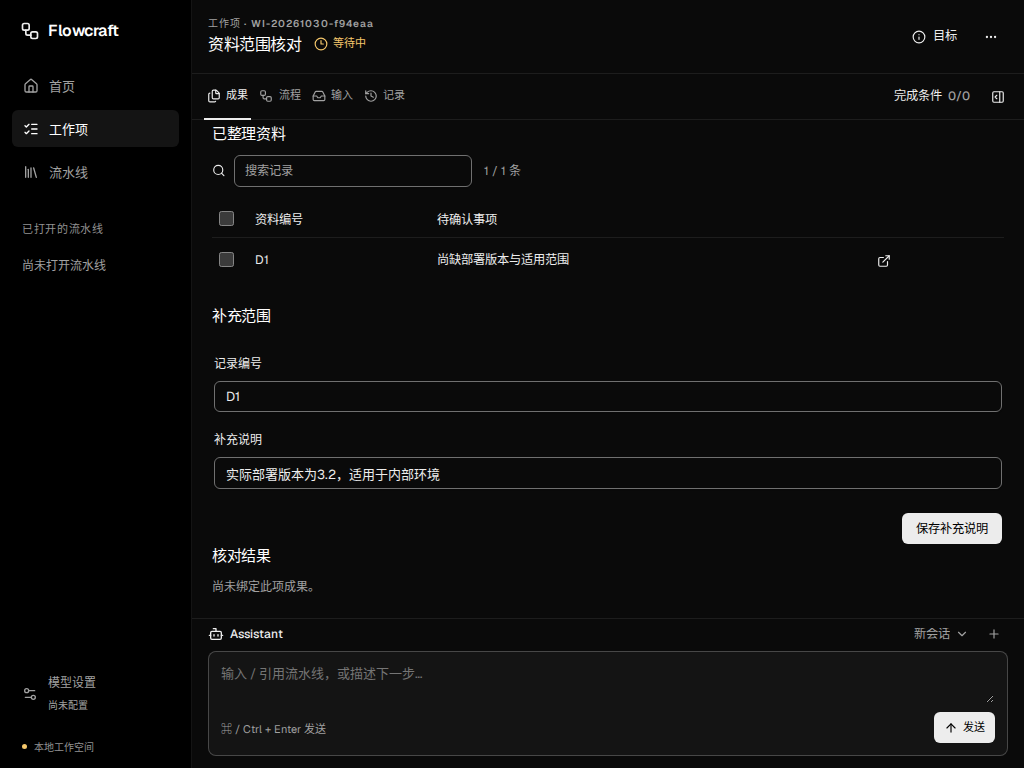 Flowcraft
首页
工作项
流水线
已打开的流水线
尚未打开流水线
模型设置
尚未配置
本地工作空间
工作项 · WI-20261030-f94eaa
资料范围核对
等待中
目标
成果
流程
输入
记录
完成条件 0/0
已整理资料
搜索记录
1 / 1 条
资料编号
待确认事项
D1
尚缺部署版本与适用范围
补充范围
记录编号
D1
补充说明
实际部署版本为3.2，适用于内部环境
保存补充说明
核对结果
尚未绑定此项成果。
Assistant
新会话
输入 / 引用流水线，或描述下一步…
⌘ / Ctrl + Enter 发送
发送